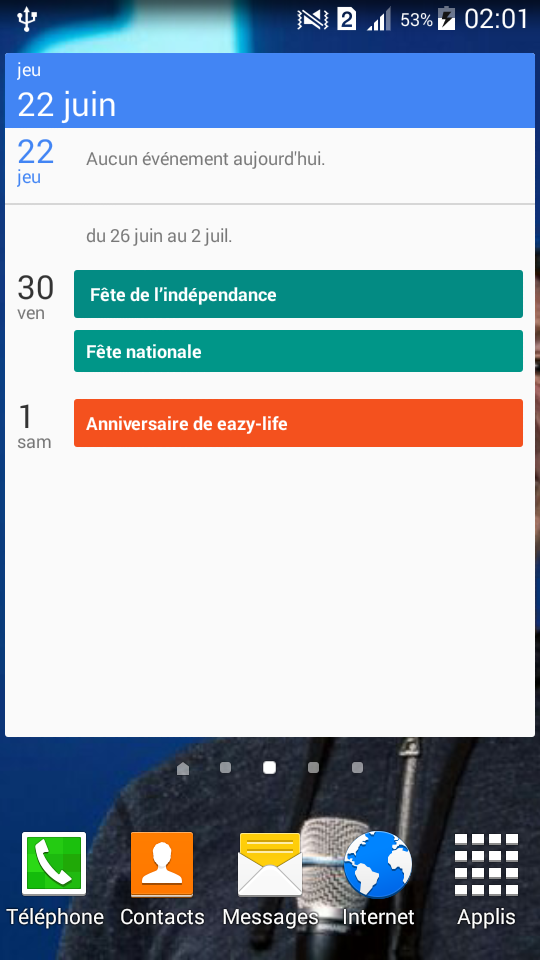 2 53% 02:01
jeu
22 juin
22
jeu
Aucun événement aujourd'hui.
du 26 juin au 2 juil.
30
ven
Fête de l’indépendance
Fête nationale
1
sam
Anniversaire de eazy-life
Téléphone Contacts Messages Internet Applis